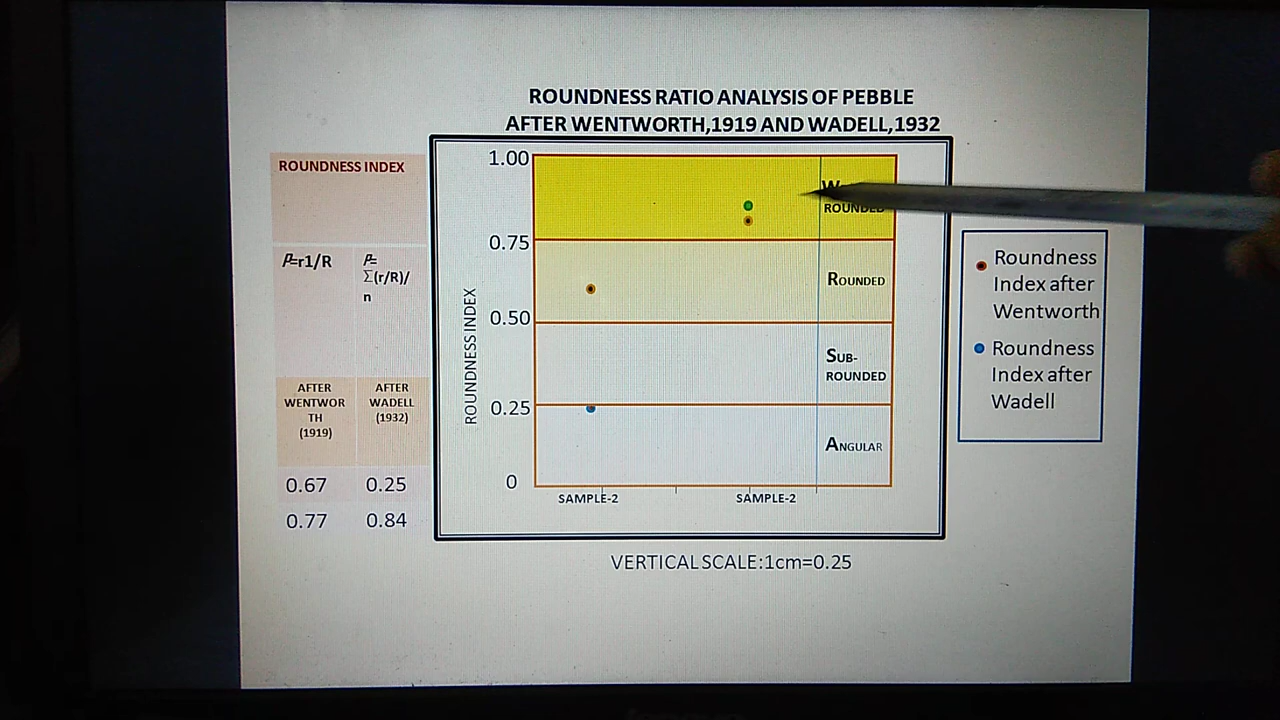 ROUNDNESS RATIO ANALYSIS OF PEBBLE
AFTER WENTWORTH,1919 AND WADELL,1932
ROUNDNESS INDEX
P=r1/R
P=
Σ(r/R)/
n
AFTER
WENTWOR
TH
(1919)
AFTER
WADELL
(1932)
0.67
0.25
0.77
0.84
ROUNDNESS INDEX
1.00
0.75
0.50
0.25
0
ROUNDED
ROUNDED
SUB-
ROUNDED
ANGULAR
SAMPLE-2
SAMPLE-2
VERTICAL SCALE:1cm=0.25
Roundness
Index after
Wentworth
Roundness
Index after
Wadell